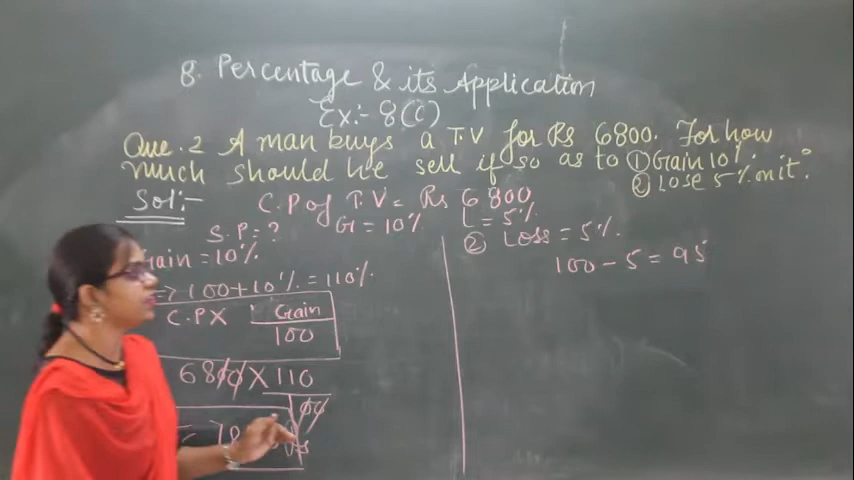 8. Percentage & its Application
Ex:- 8(C)
Que. 2 A man buys a T.V for Rs 6800. For how
much should he sell it so as to ① Gain 10%
② Lose 5% on it.
Sol:-
C.P of T.V = Rs 6800
S.P = ?
G = 10%
L = 5%
Gain = 10%
=> 100+10% = 110%
C.P X Gain
100
6800 X 110
100
② Loss = 5%.
100 - 5 = 95